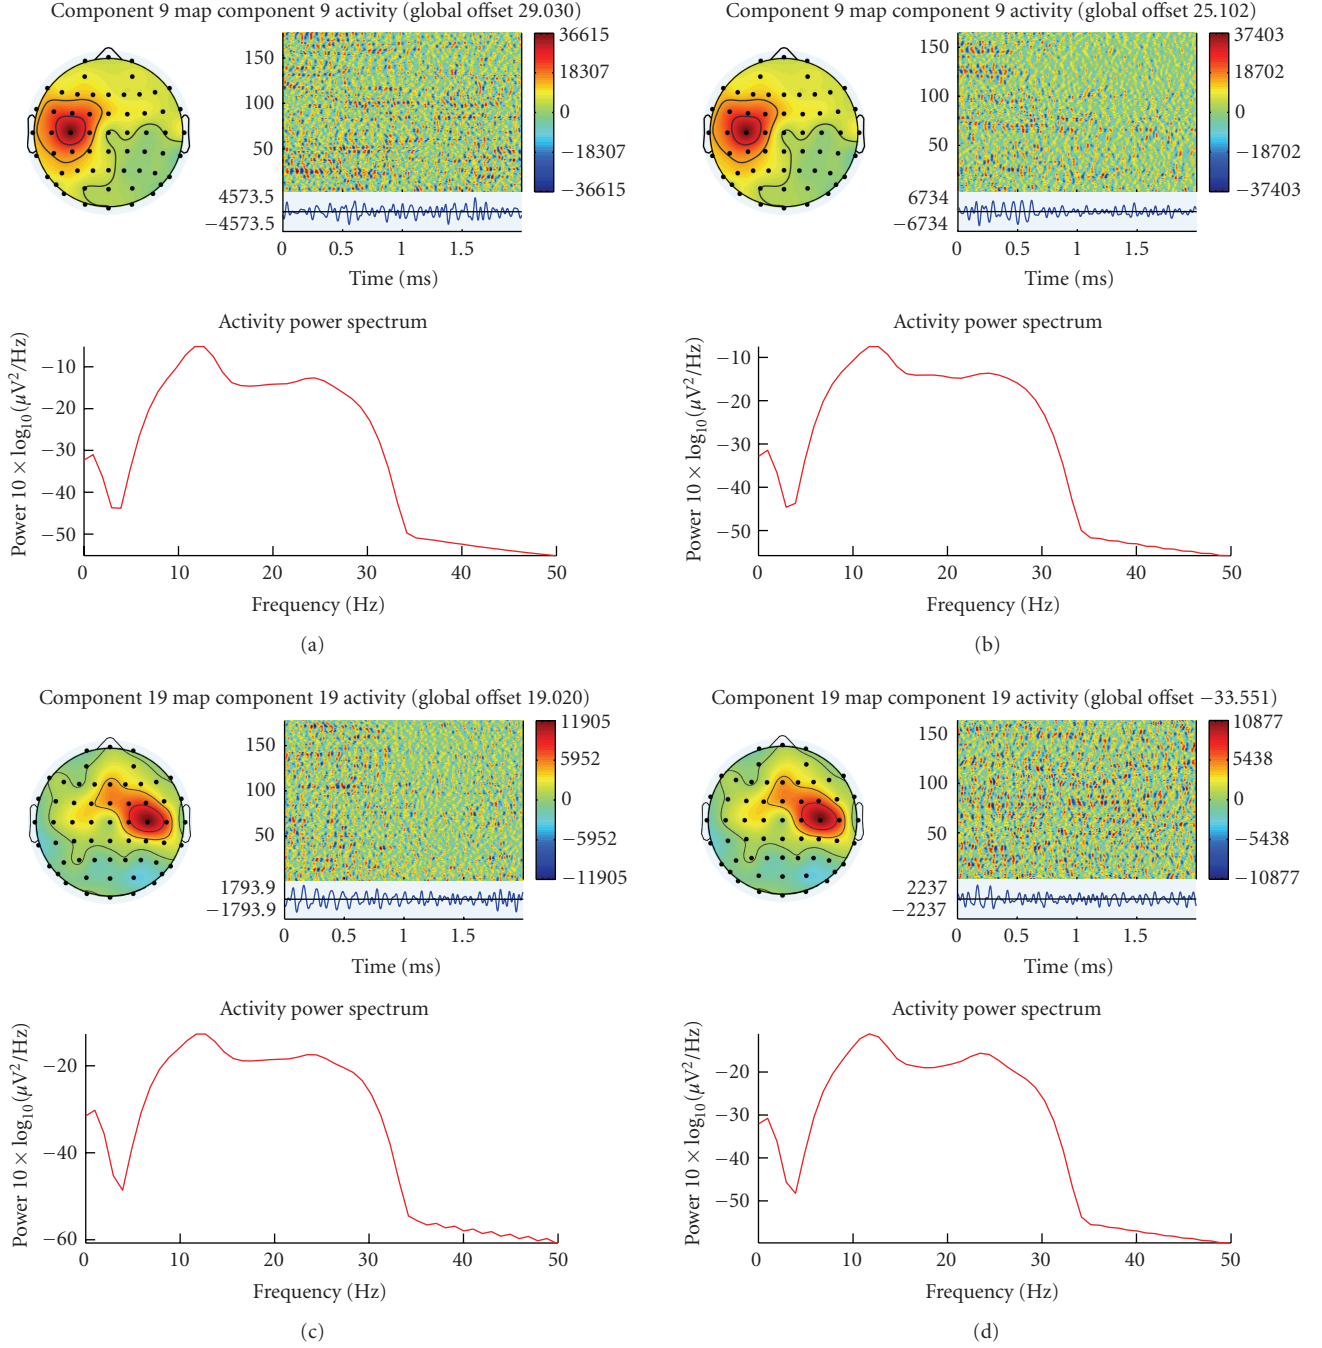 Component 9 map component 9 activity (global offset 29.030)
36615
18307
0
−18307
−36615
150
100
50
4573.5
−4573.5
0 0.5 1 1.5
Time (ms)
Activity power spectrum
Power 10 × log10(μV²/Hz)
−10
−20
−30
−40
−50
0 10 20 30 40 50
Frequency (Hz)
(a)
Component 9 map component 9 activity (global offset 25.102)
37403
18702
0
−18702
−37403
150
100
50
6734
−6734
0 0.5 1 1.5
Time (ms)
Activity power spectrum
Power 10 × log10(μV²/Hz)
−10
−20
−30
−40
−50
0 10 20 30 40 50
Frequency (Hz)
(b)
Component 19 map component 19 activity (global offset 19.020)
11905
5952
0
−5952
−11905
150
100
50
1793.9
−1793.9
0 0.5 1 1.5
Time (ms)
Activity power spectrum
Power 10 × log10(μV²/Hz)
−20
−40
−60
0 10 20 30 40 50
Frequency (Hz)
(c)
Component 19 map component 19 activity (global offset −33.551)
10877
5438
0
−5438
−10877
150
100
50
2237
−2237
0 0.5 1 1.5
Time (ms)
Activity power spectrum
Power 10 × log10(μV²/Hz)
−20
−30
−40
−50
0 10 20 30 40 50
Frequency (Hz)
(d)